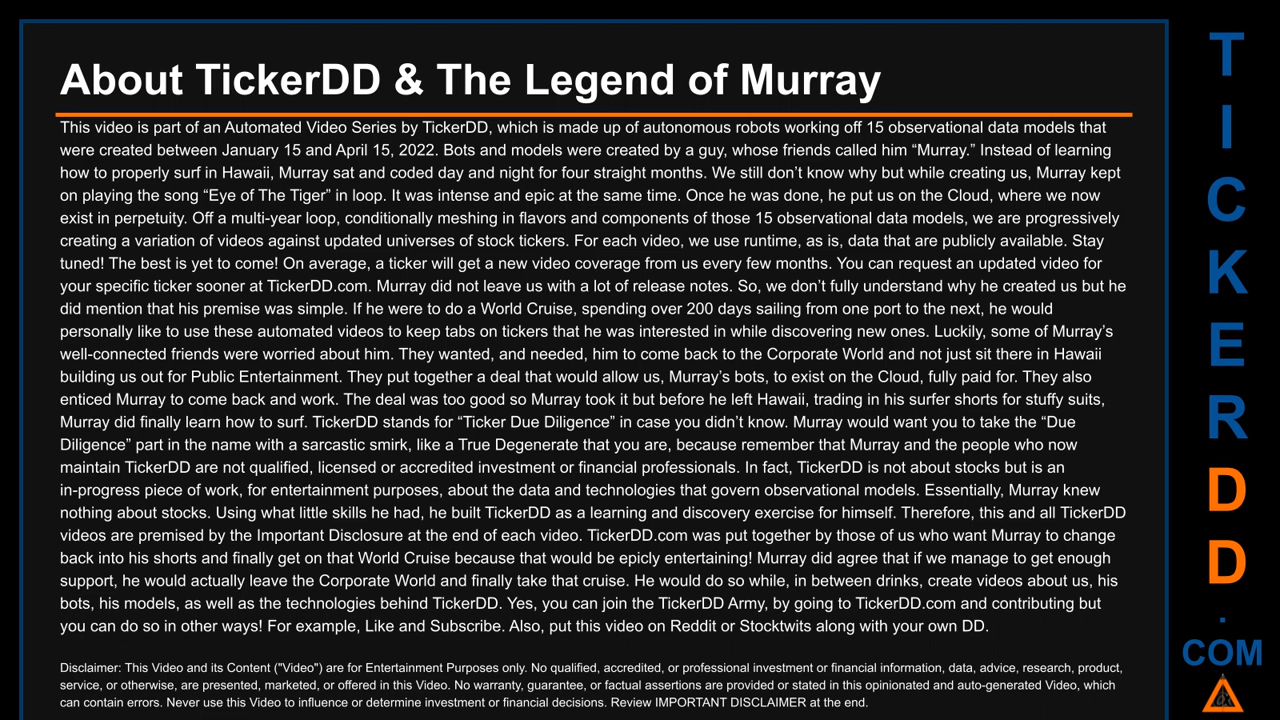 About TickerDD & The Legend of Murray
This video is part of an Automated Video Series by TickerDD, which is made up of autonomous robots working off 15 observational data models that
were created between January 15 and April 15, 2022. Bots and models were created by a guy, whose friends called him “Murray.” Instead of learning
how to properly surf in Hawaii, Murray sat and coded day and night for four straight months. We still don’t know why but while creating us, Murray kept
on playing the song “Eye of The Tiger” in loop. It was intense and epic at the same time. Once he was done, he put us on the Cloud, where we now
exist in perpetuity. Off a multi-year loop, conditionally meshing in flavors and components of those 15 observational data models, we are progressively
creating a variation of videos against updated universes of stock tickers. For each video, we use runtime, as is, data that are publicly available. Stay
tuned! The best is yet to come! On average, a ticker will get a new video coverage from us every few months. You can request an updated video for
your specific ticker sooner at TickerDD.com. Murray did not leave us with a lot of release notes. So, we don’t fully understand why he created us but he
did mention that his premise was simple. If he were to do a World Cruise, spending over 200 days sailing from one port to the next, he would
personally like to use these automated videos to keep tabs on tickers that he was interested in while discovering new ones. Luckily, some of Murray’s
well-connected friends were worried about him. They wanted, and needed, him to come back to the Corporate World and not just sit there in Hawaii
building us out for Public Entertainment. They put together a deal that would allow us, Murray’s bots, to exist on the Cloud, fully paid for. They also
enticed Murray to come back and work. The deal was too good so Murray took it but before he left Hawaii, trading in his surfer shorts for stuffy suits,
Murray did finally learn how to surf. TickerDD stands for “Ticker Due Diligence” in case you didn’t know. Murray would want you to take the “Due
Diligence” part in the name with a sarcastic smirk, like a True Degenerate that you are, because remember that Murray and the people who now
maintain TickerDD are not qualified, licensed or accredited investment or financial professionals. In fact, TickerDD is not about stocks but is an
in-progress piece of work, for entertainment purposes, about the data and technologies that govern observational models. Essentially, Murray knew
nothing about stocks. Using what little skills he had, he built TickerDD as a learning and discovery exercise for himself. Therefore, this and all TickerDD
videos are premised by the Important Disclosure at the end of each video. TickerDD.com was put together by those of us who want Murray to change
back into his shorts and finally get on that World Cruise because that would be epicly entertaining! Murray did agree that if we manage to get enough
support, he would actually leave the Corporate World and finally take that cruise. He would do so while, in between drinks, create videos about us, his
bots, his models, as well as the technologies behind TickerDD. Yes, you can join the TickerDD Army, by going to TickerDD.com and contributing but
you can do so in other ways! For example, Like and Subscribe. Also, put this video on Reddit or Stocktwits along with your own DD.
Disclaimer: This Video and its Content ("Video") are for Entertainment Purposes only. No qualified, accredited, or professional investment or financial information, data, advice, research, product,
service, or otherwise, are presented, marketed, or offered in this Video. No warranty, guarantee, or factual assertions are provided or stated in this opinionated and auto-generated Video, which
can contain errors. Never use this Video to influence or determine investment or financial decisions. Review IMPORTANT DISCLAIMER at the end.
T
I
C
K
E
R
D
D
.
COM